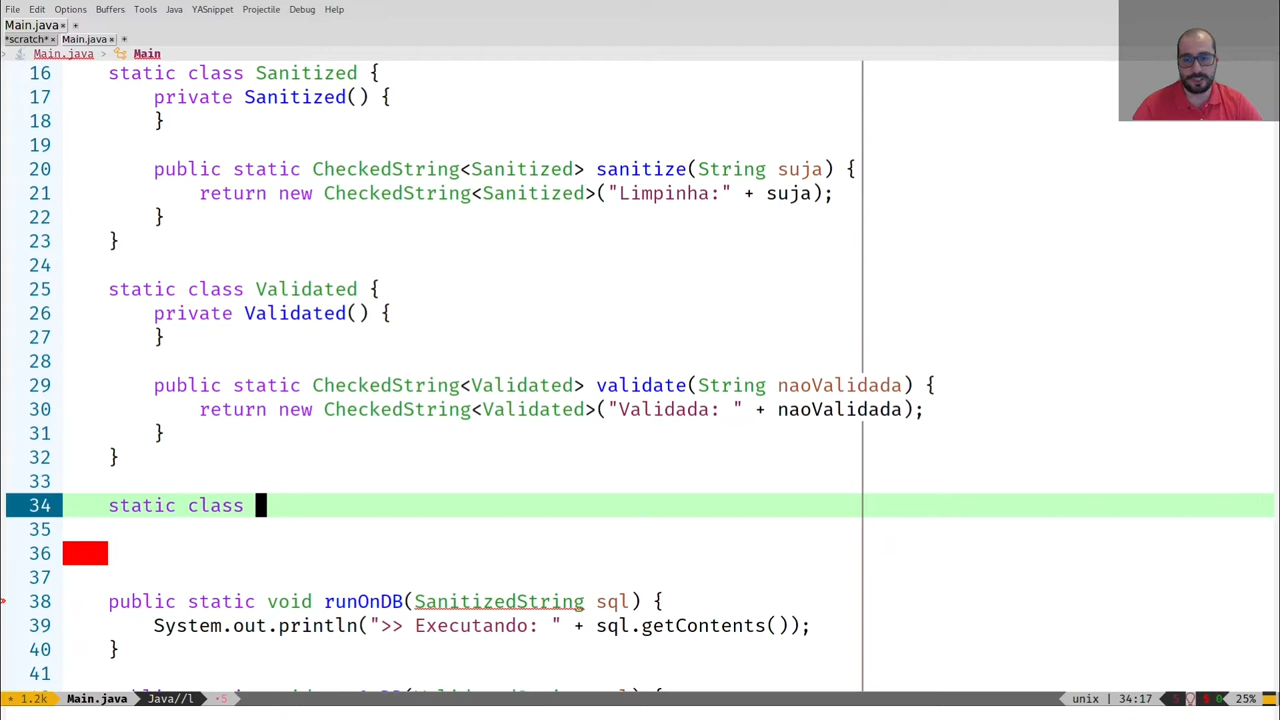 File Edit Options Buffers Tools Java YASnippet Projectile Debug Help
Main.java× +
*scratch*× Main.java× +
Main.java > Main
16 static class Sanitized {
17 private Sanitized() {
18 }
19
20 public static CheckedString<Sanitized> sanitize(String suja) {
21 return new CheckedString<Sanitized>("Limpinha:" + suja);
22 }
23 }
24
25 static class Validated {
26 private Validated() {
27 }
28
29 public static CheckedString<Validated> validate(String naoValidada) {
30 return new CheckedString<Validated>("Validada: " + naoValidada);
31 }
32 }
33
34 static class
35
36
37
38 public static void runOnDB(SanitizedString sql) {
39 System.out.println(">> Executando: " + sql.getContents());
40 }
41
* 1.2k Main.java Java//l •5 unix | 34:17 25%